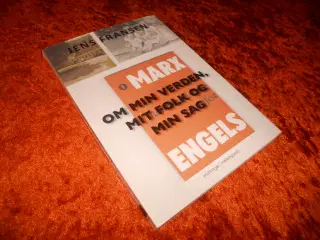 JENS FRANSEN
MARX
OM MIN VERDEN,
MIT FOLK OG
MIN SAG
ENGELS